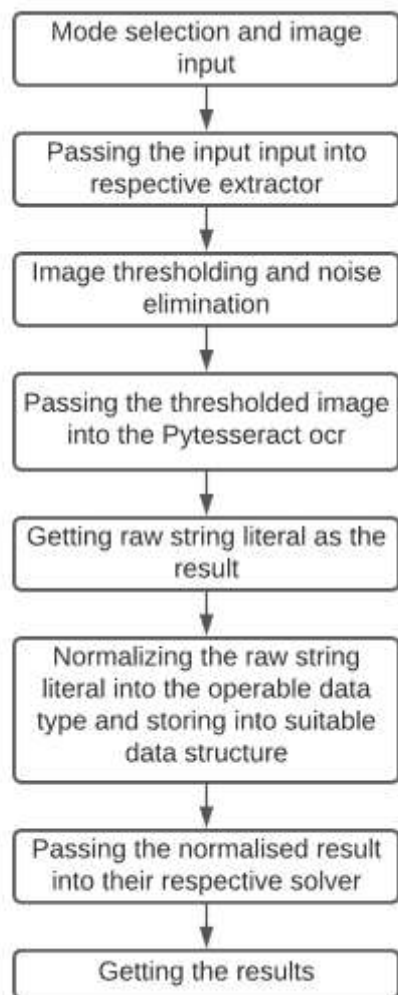 Mode selection and image
input
Passing the input input into
respective extractor
Image thresholding and noise
elimination
Passing the thresholded image
into the Pytesseract ocr
Getting raw string literal as the
result
Normalizing the raw string
literal into the operable data
type and storing into suitable
data structure
Passing the normalised result
into their respective solver
Getting the results